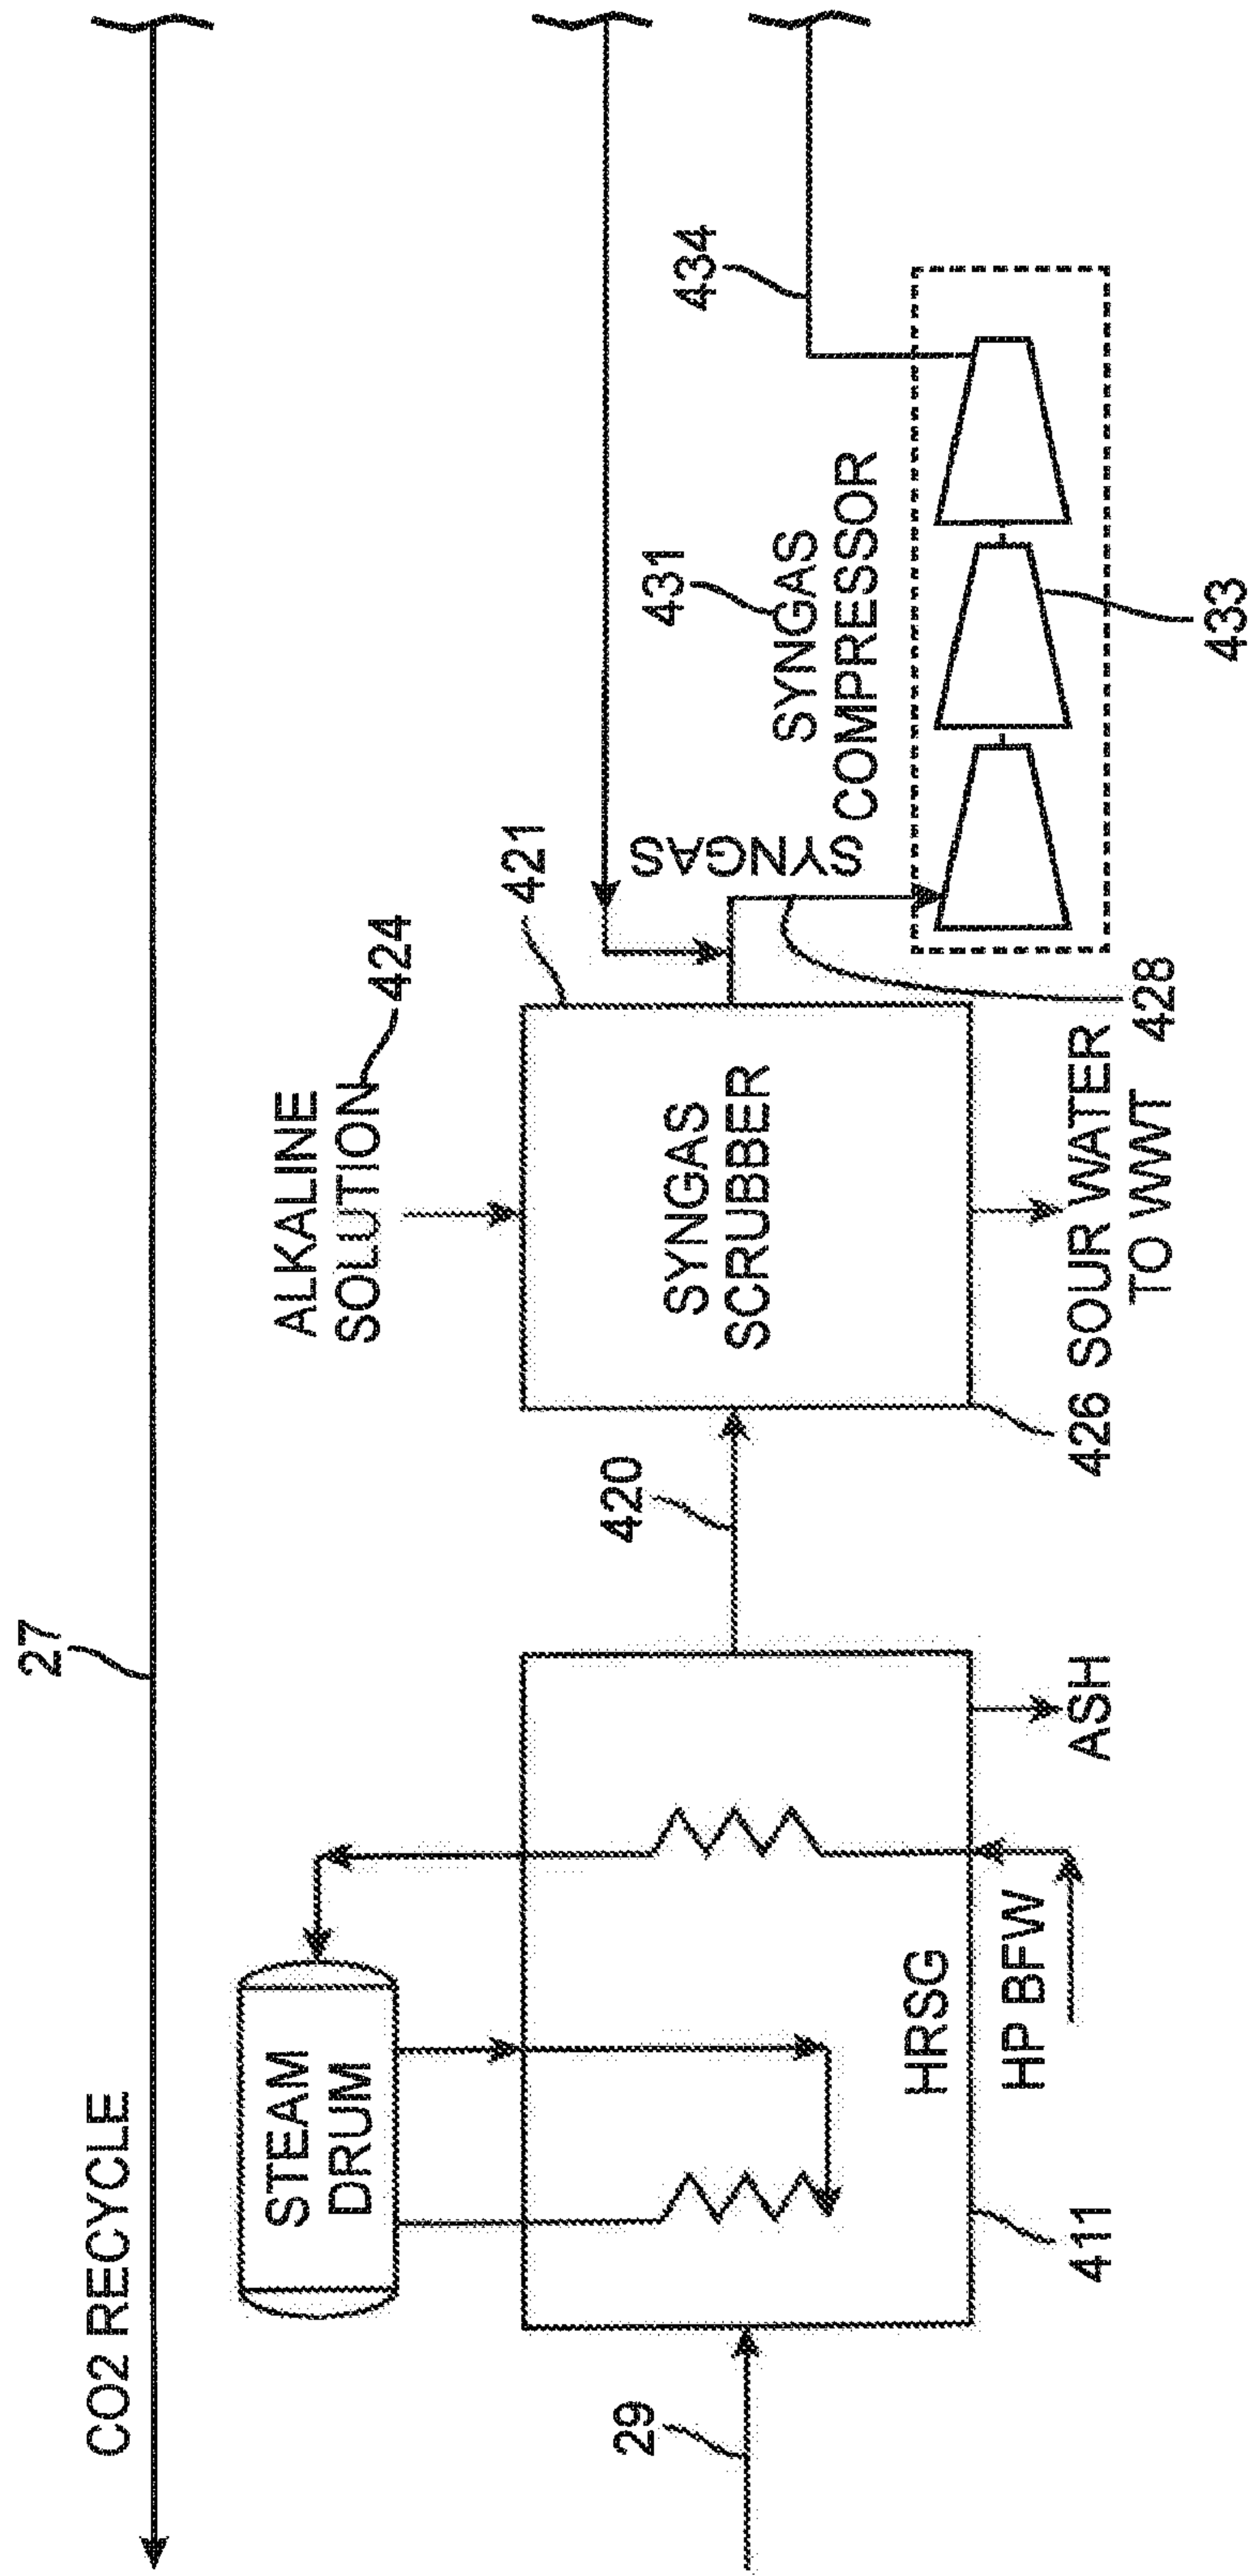 CO2 RECYCLE
27
STEAM
DRUM
29
HRSG
HP BFW
411
ASH
420
ALKALINE
SOLUTION
424
421
SYNGAS
SCRUBBER
426
SOUR WATER
TO WWT
428
SYNGAS
431
SYNGAS
COMPRESSOR
434
433